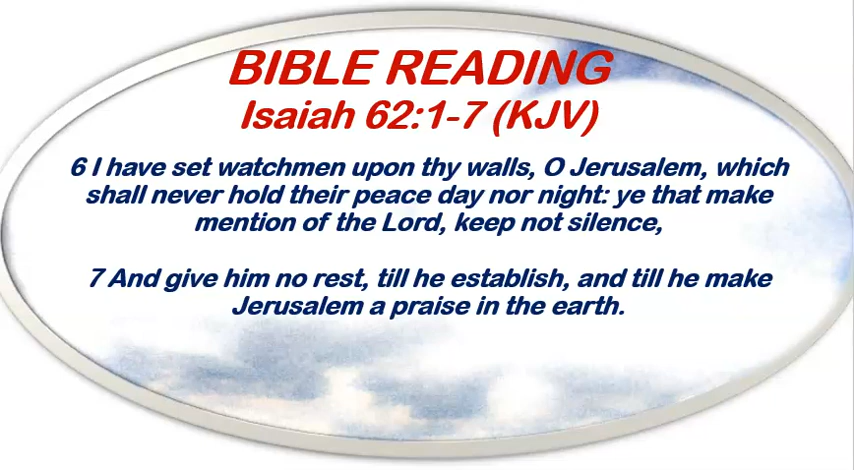 BIBLE READING
Isaiah 62:1-7 (KJV)
6 I have set watchmen upon thy walls, O Jerusalem, which
shall never hold their peace day nor night: ye that make
mention of the Lord, keep not silence,
7 And give him no rest, till he establish, and till he make
Jerusalem a praise in the earth.